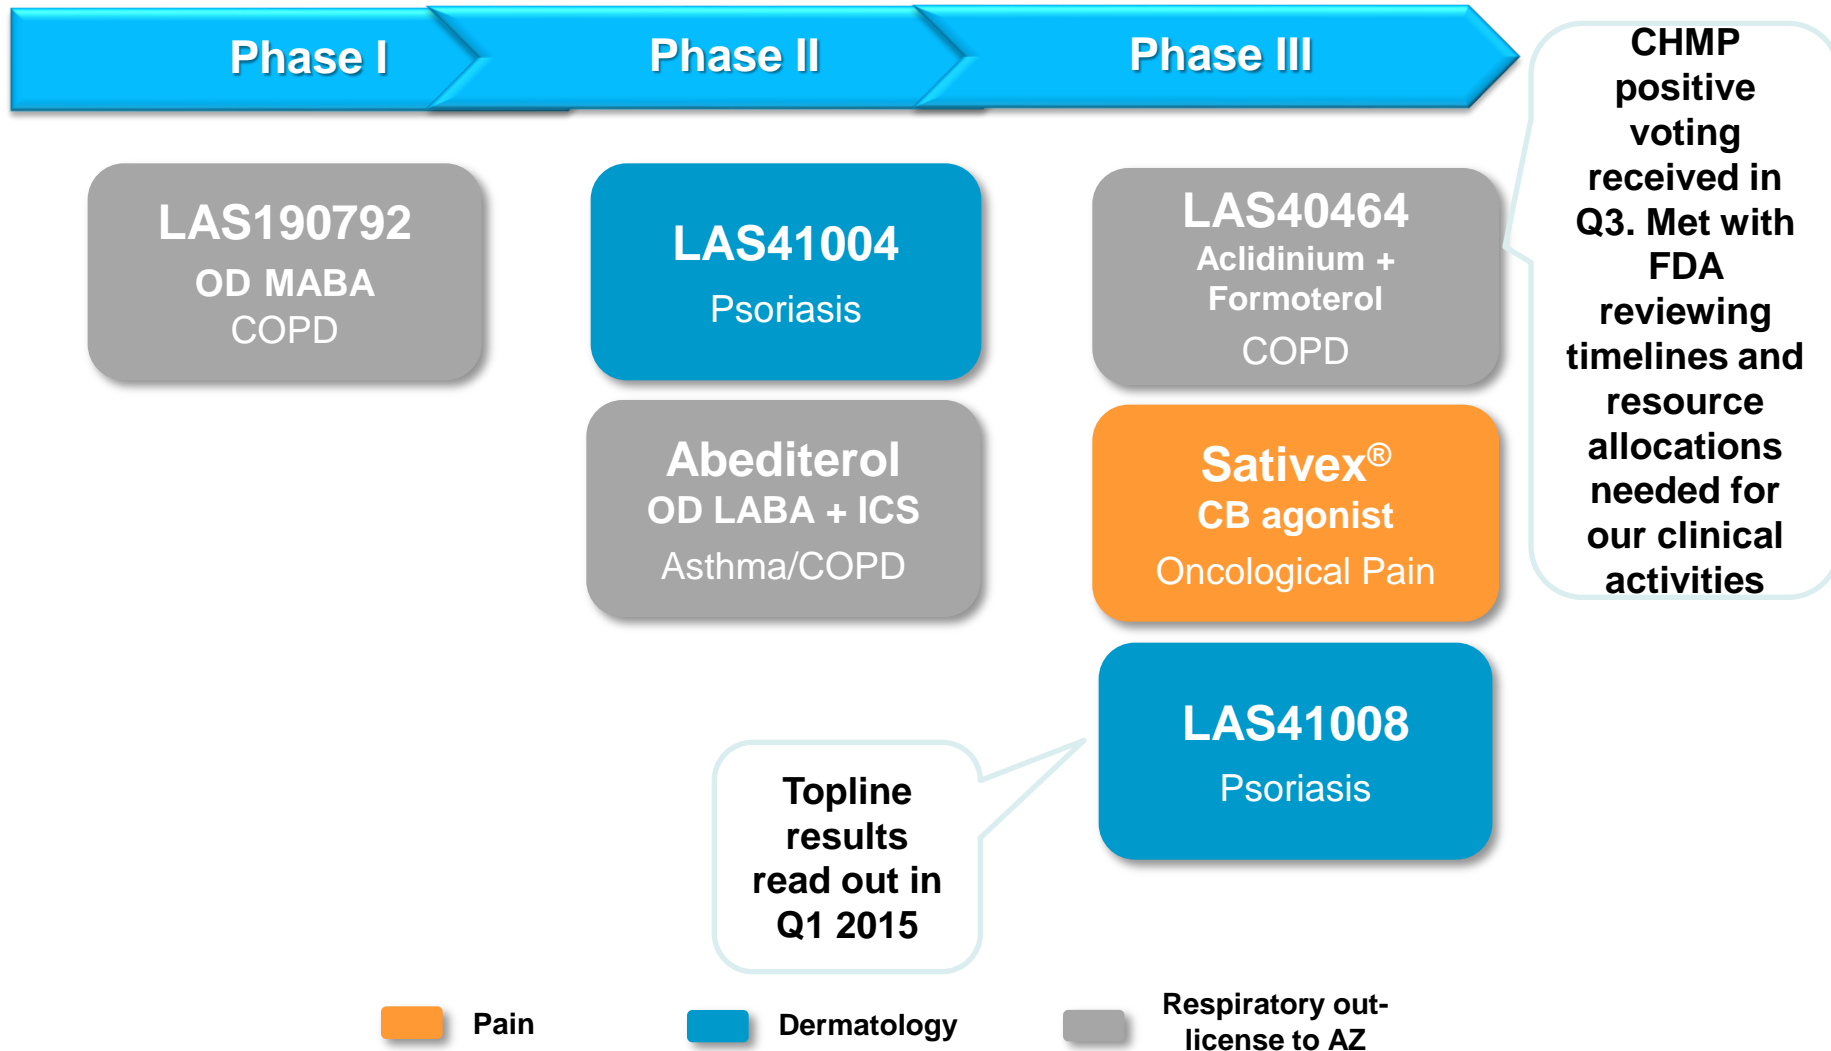 Phase I
Phase II
Phase III
CHMP
positive
voting
received in
Q3. Met with
FDA
reviewing
timelines and
resource
allocations
needed for
our clinical
activities
LAS190792
OD MABA
COPD
LAS41004
Psoriasis
LAS40464
Aclidinium +
Formoterol
COPD
Abediterol
OD LABA + ICS
Asthma/COPD
Sativex®
CB agonist
Oncological Pain
LAS41008
Psoriasis
Topline
results
read out in
Q1 2015
Pain
Dermatology
Respiratory out-
license to AZ